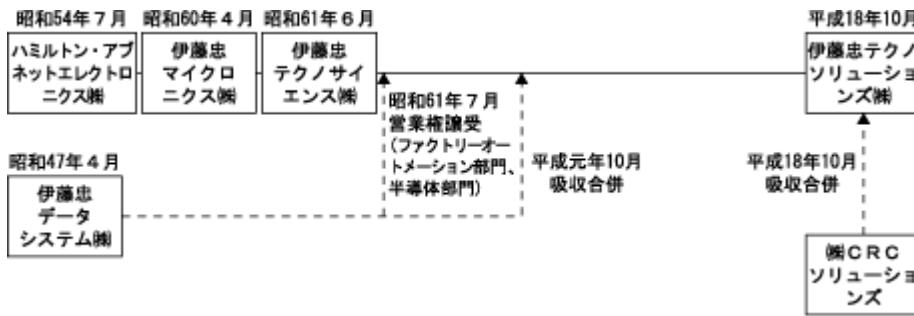 昭和54年７月
昭和60年４月
昭和61年６月
平成18年10月
ハミルトン・アブ
ネットエレクトロ
ニクス㈱
伊藤忠
マイクロ
ニクス㈱
伊藤忠
テクノサイ
エンス㈱
伊藤忠テクノ
ソリューショ
ンズ㈱
昭和61年７月
営業権譲受
(ファクトリーオー
トメーション部門、
半導体部門)
平成元年10月
吸収合併
平成18年10月
吸収合併
昭和47年４月
伊藤忠
データ
システム㈱
㈱ＣＲＣ
ソリューショ
ンズ